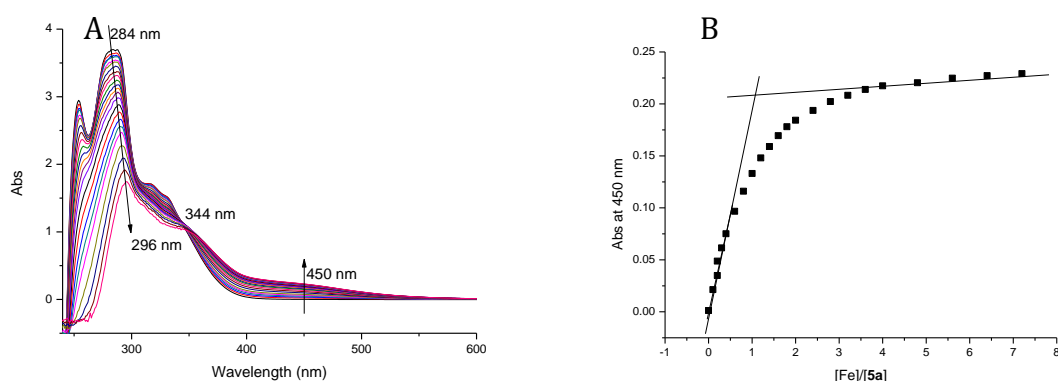 A
284 nm
344 nm
296 nm
450 nm
4
3
2
1
0
Abs
300
400
500
600
Wavelength (nm)
B
0.25
0.20
0.15
0.10
0.05
0.00
Abs at 450 nm
-1
0
1
2
3
4
5
6
7
8
[Fe]/[5a]